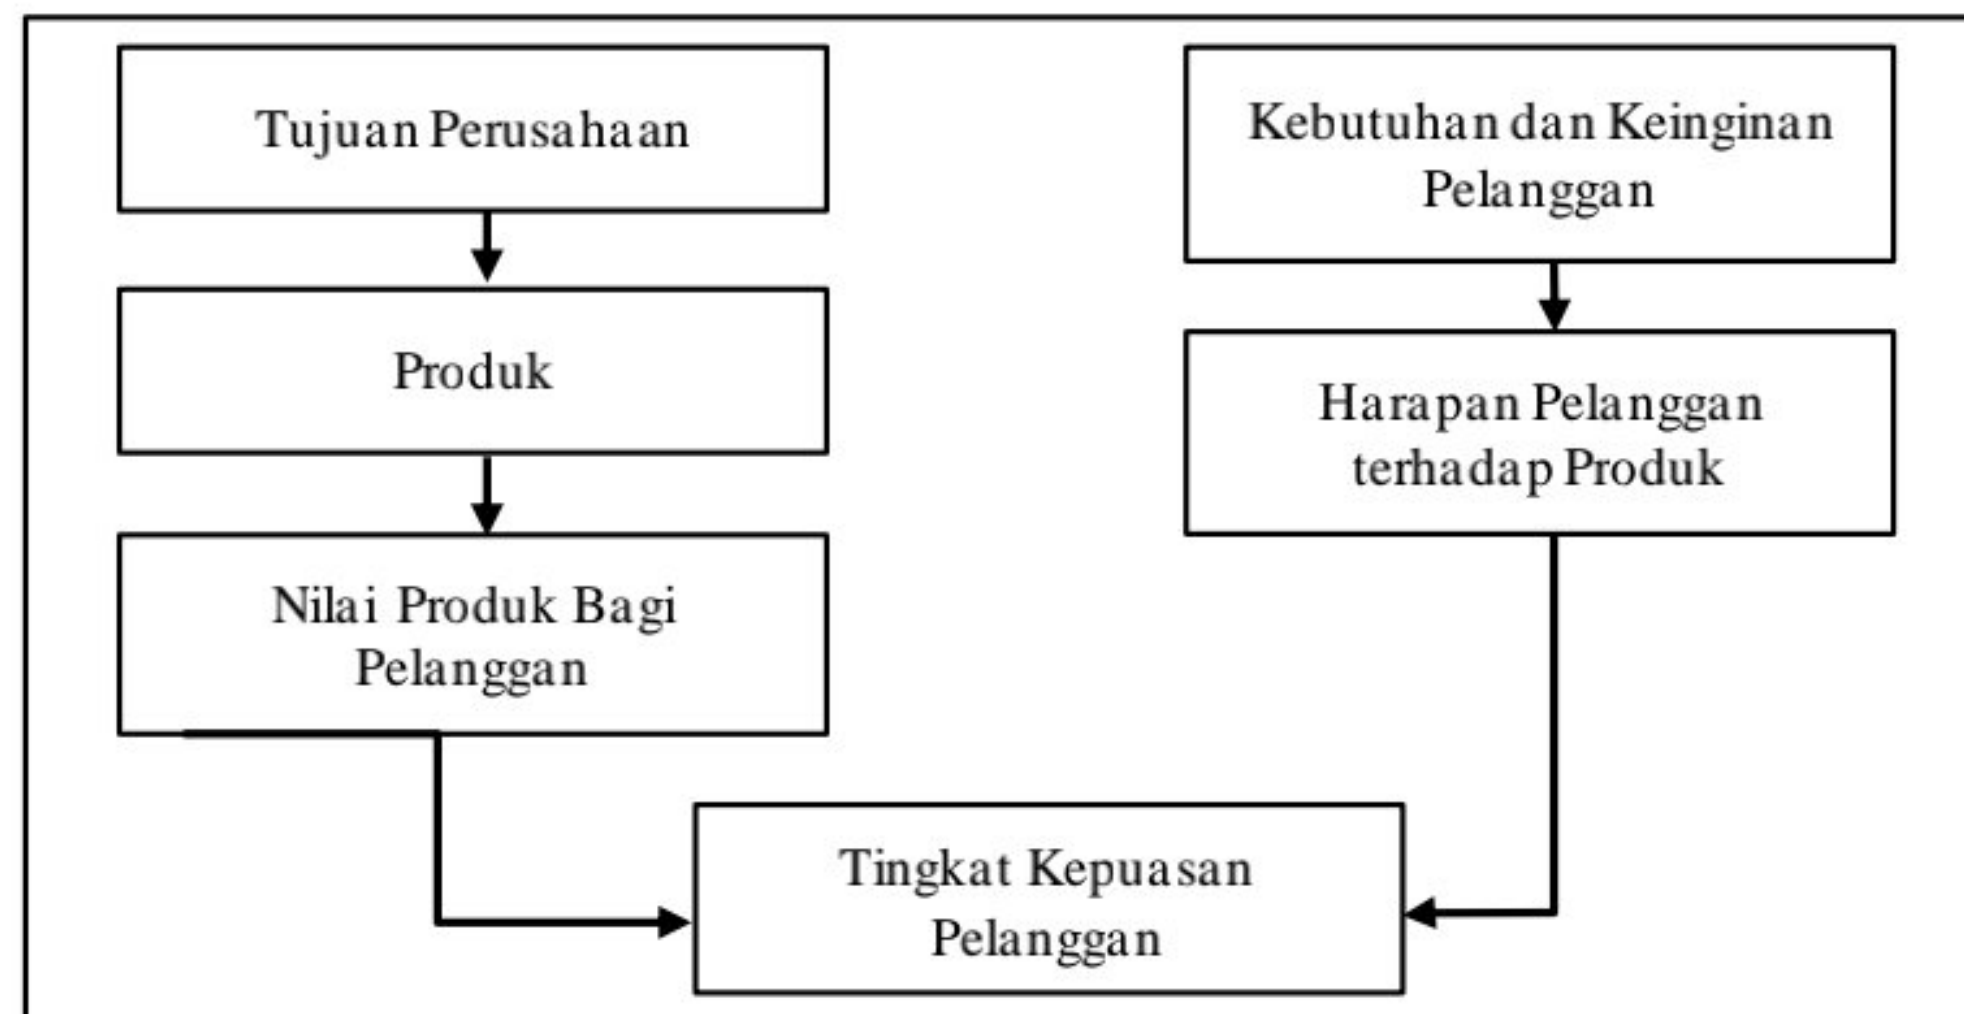 Tujuan Perusahaan
Produk
Nilai Produk Bagi
Pelanggan
Kebutuhan dan Keinginan
Pelanggan
Harapan Pelanggan
terhadap Produk
Tingkat Kepuasan
Pelanggan